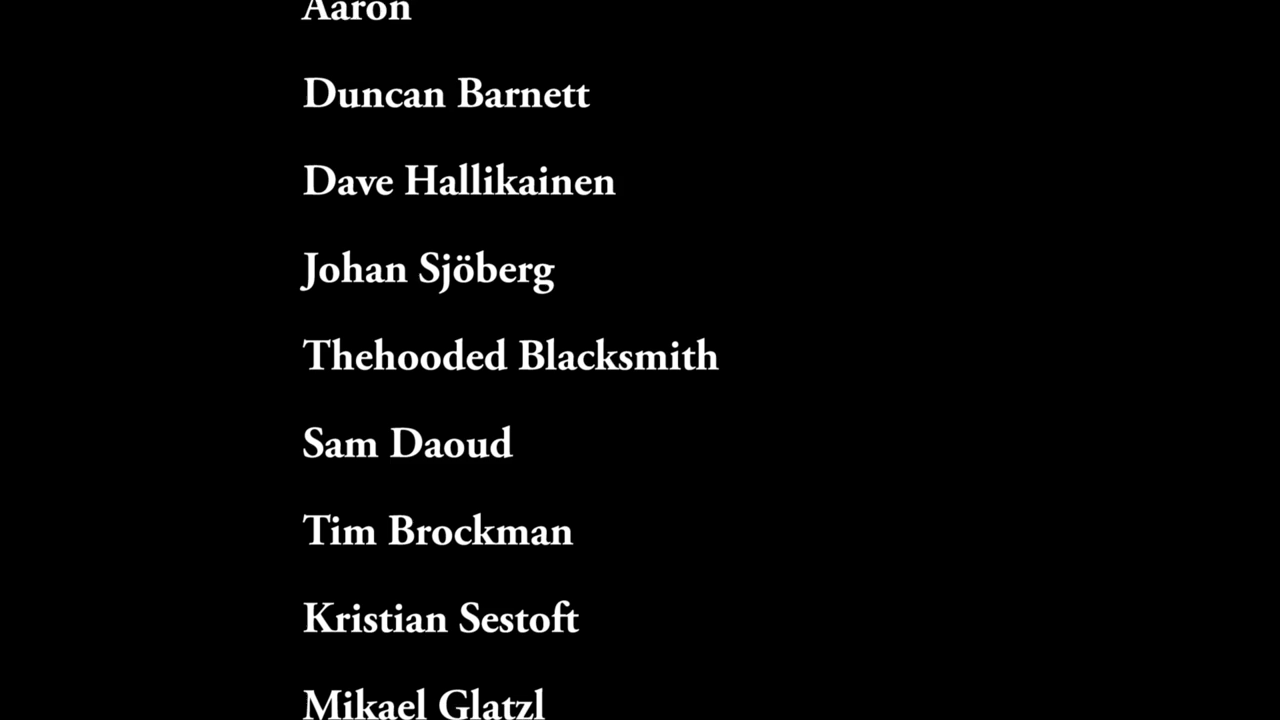 Aaron
Duncan Barnett
Dave Hallikainen
Johan Sjöberg
Thehooded Blacksmith
Sam Daoud
Tim Brockman
Kristian Sestoft
Mikael Glatzl